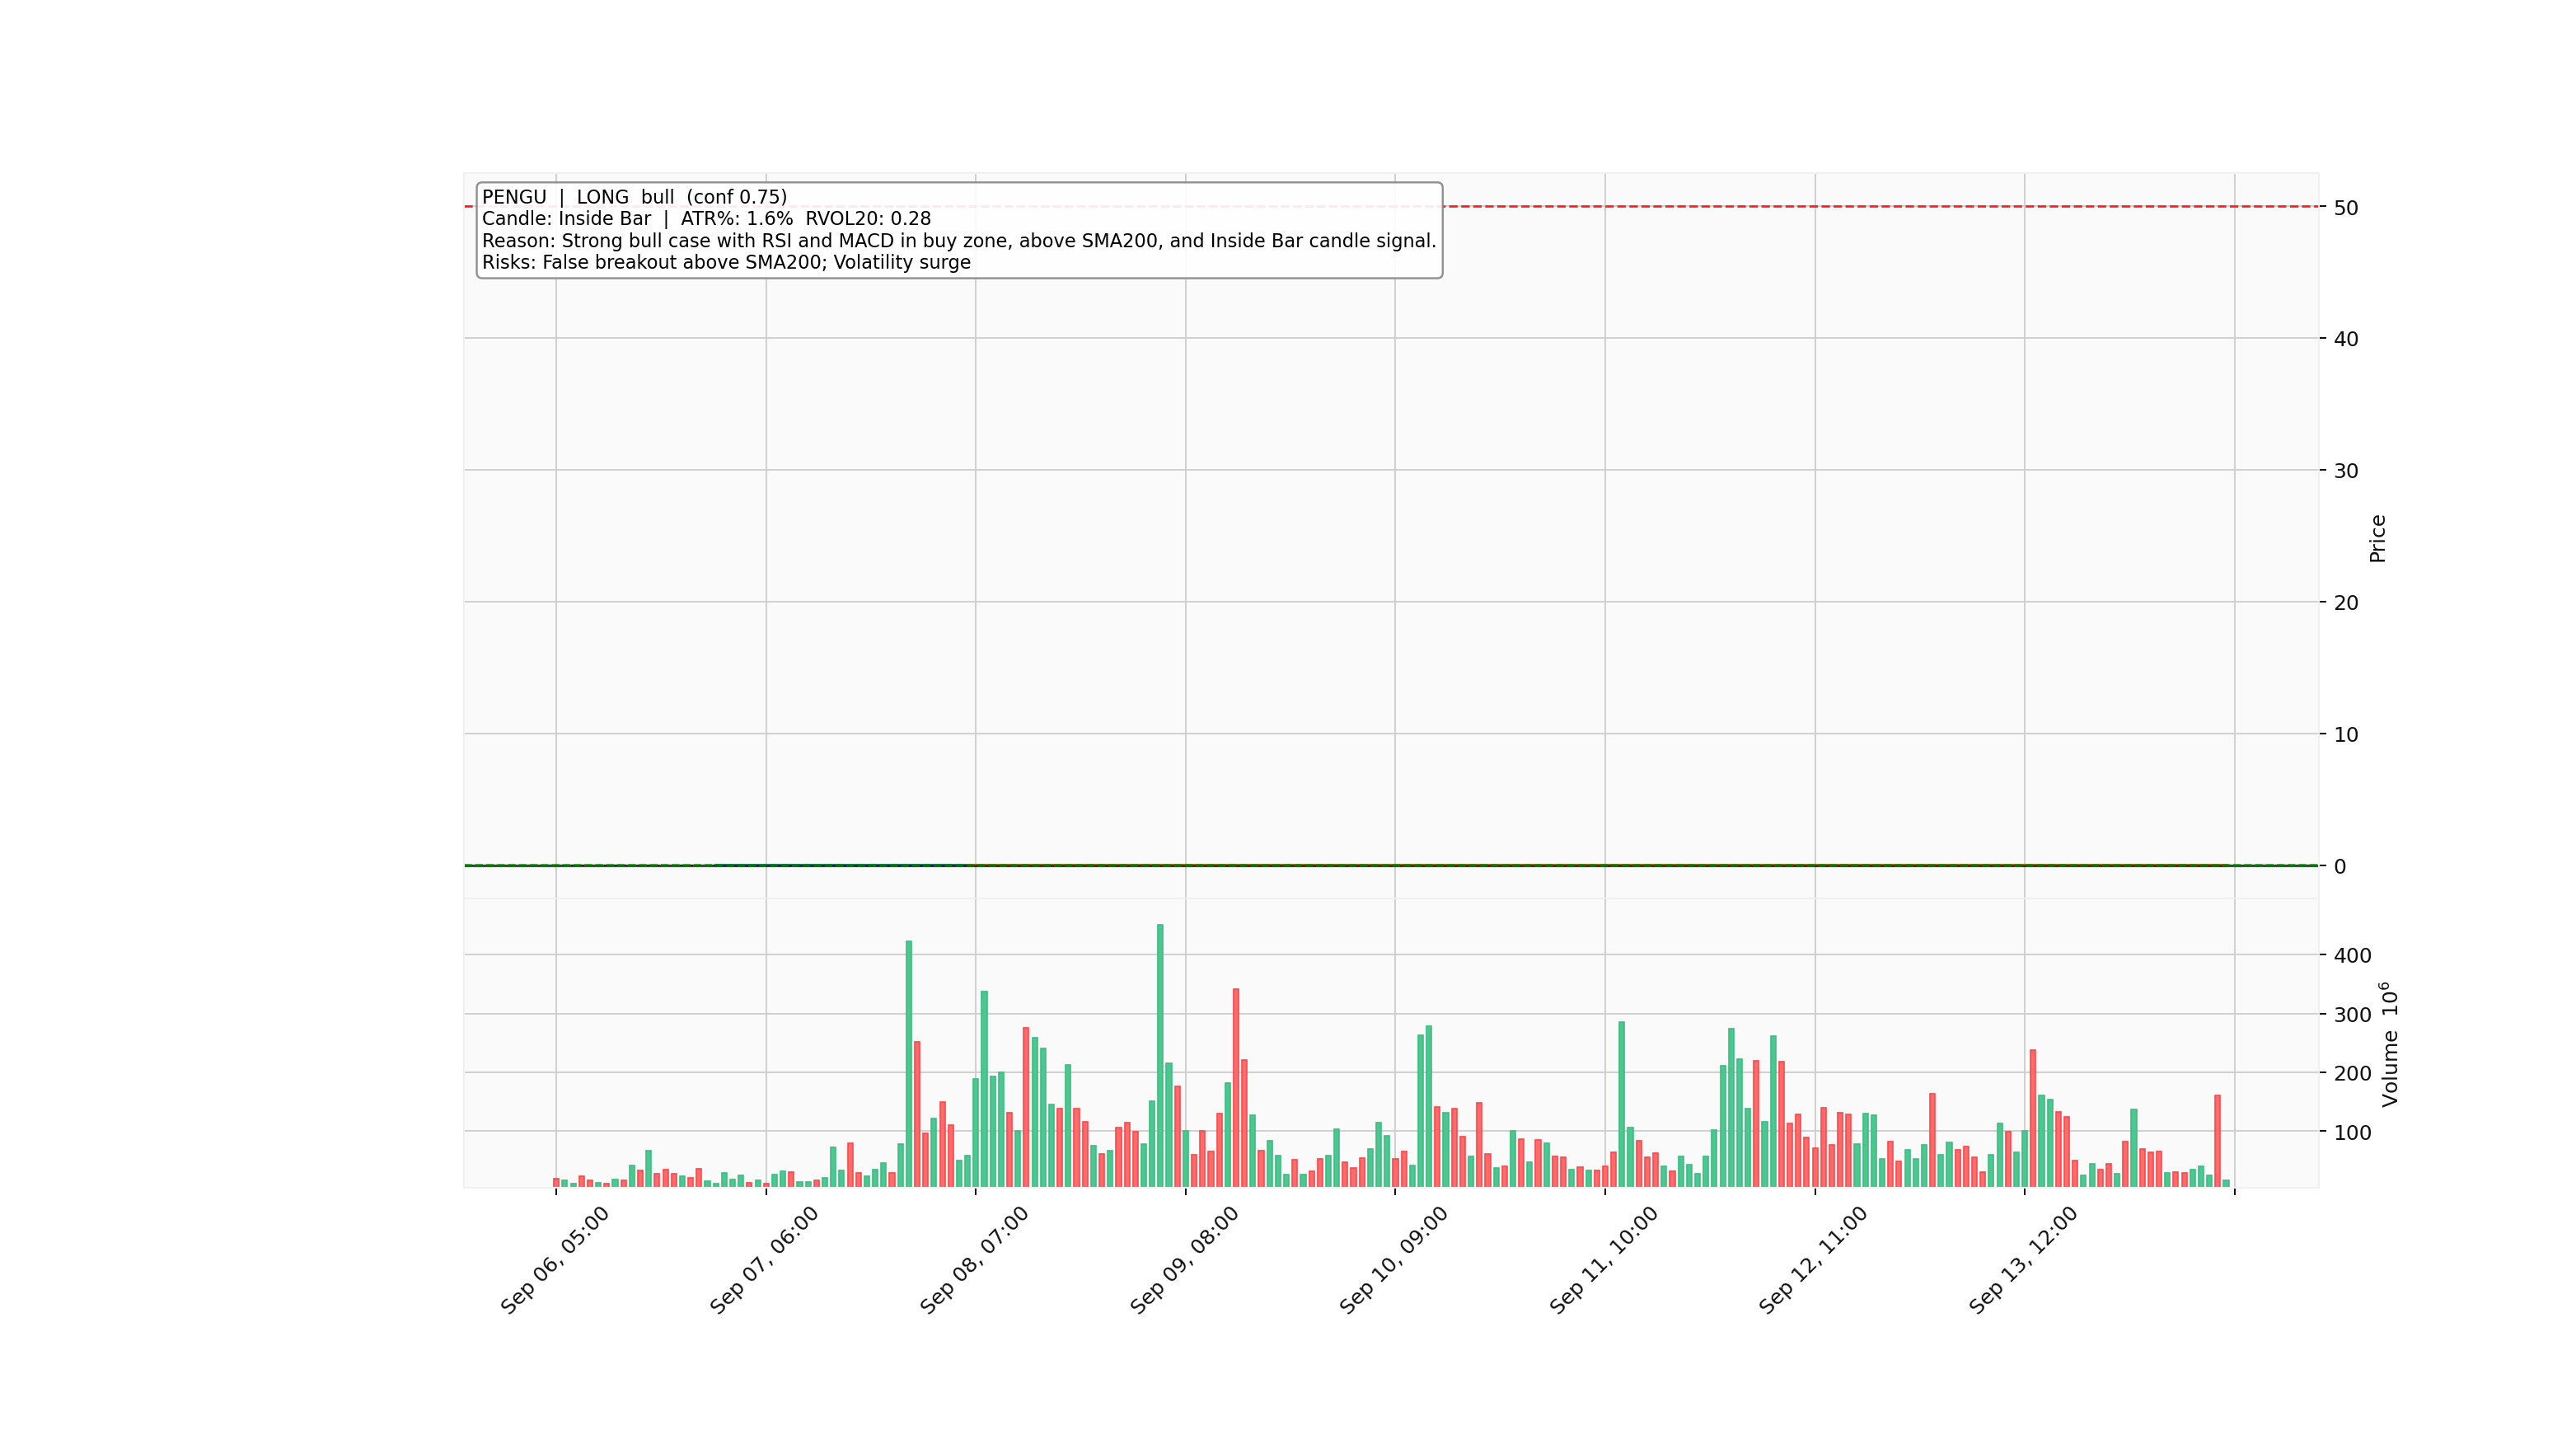 PENGU | LONG bull (conf 0.75)
Candle: Inside Bar | ATR%: 1.6% RVOL20: 0.28
Reason: Strong bull case with RSI and MACD in buy zone, above SMA200, and Inside Bar candle signal.
Risks: False breakout above SMA200; Volatility surge
50
40
30
20
10
0
Price
400
300
200
100
Volume 10⁶
Sep 06, 05:00
Sep 07, 06:00
Sep 08, 07:00
Sep 09, 08:00
Sep 10, 09:00
Sep 11, 10:00
Sep 12, 11:00
Sep 13, 12:00